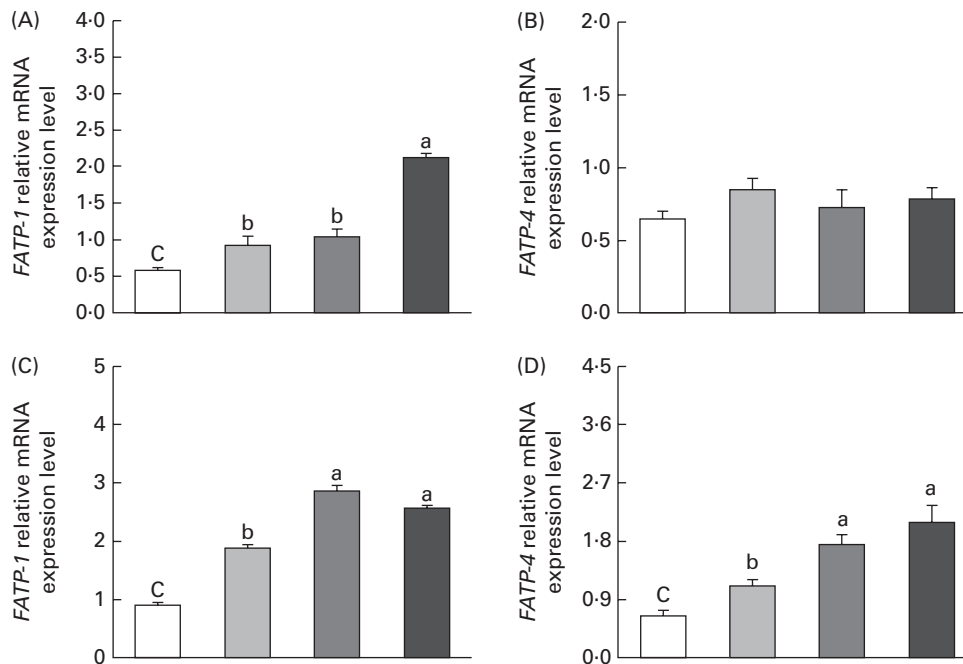 (A)
FATP-1 relative mRNA
expression level
4·0
3·5
3·0
2·5
2·0
1·5
1·0
0·5
0·0
C
b
b
a
(B)
FATP-4 relative mRNA
expression level
2·0
1·5
1·0
0·5
0·0
(C)
FATP-1 relative mRNA
expression level
5
4
3
2
1
0
C
b
a
a
(D)
FATP-4 relative mRNA
expression level
4·5
3·6
2·7
1·8
0·9
0·0
C
b
a
a